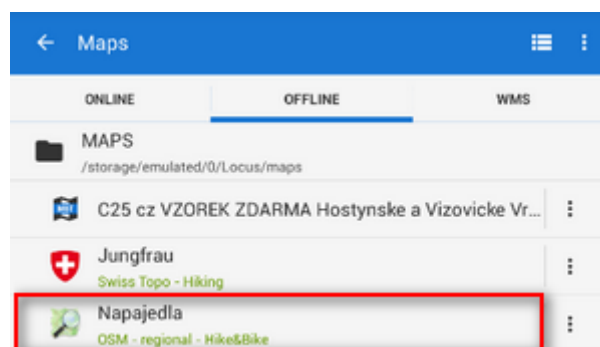 Maps
ONLINE OFFLINE WMS
MAPS
/storage/emulated/0/Locus/maps
C25 cz VZOREK ZDARMA Hostynske a Vizovicke Vr...
Jungfrau
Swiss Topo - Hiking
Napajedla
OSM - regional - Hike&Bike